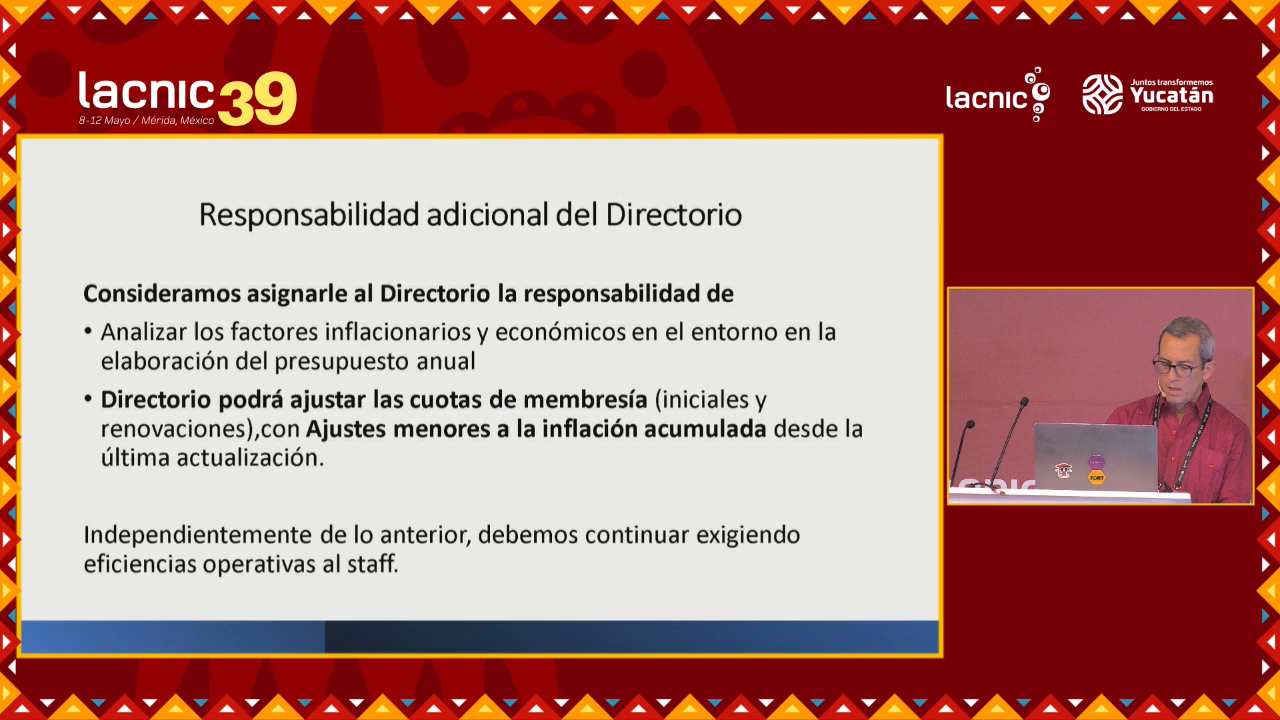 lacnic 39
8-12 Mayo / Mérida, México
lacnic
Juntos transformemos
Yucatán
GOBIERNO DEL ESTADO
Responsabilidad adicional del Directorio
Consideramos asignarle al Directorio la responsabilidad de
• Analizar los factores inflacionarios y económicos en el entorno en la
elaboración del presupuesto anual
• Directorio podrá ajustar las cuotas de membresía (iniciales y
renovaciones),con Ajustes menores a la inflación acumulada desde la
última actualización.
Independientemente de lo anterior, debemos continuar exigiendo
eficiencias operativas al staff.